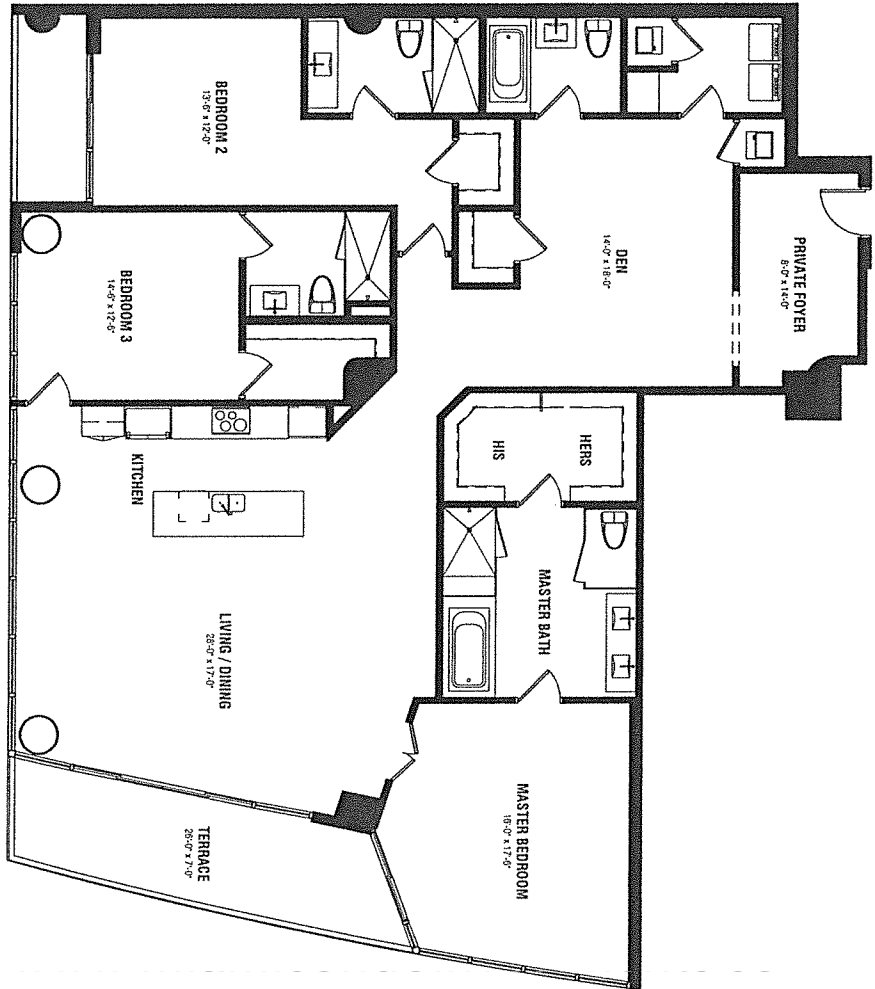 PRIVATE FOYER
8'-0" x 14'-0"
DEN
14'-0" x 18'-0"
BEDROOM 2
13'-6" x 12'-0"
BEDROOM 3
14'-6" x 12'-6"
HERS
HIS
KITCHEN
MASTER BATH
LIVING / DINING
28'-0" x 17'-0"
MASTER BEDROOM
16'-0" x 17'-6"
TERRACE
26'-0" x 7'-0"